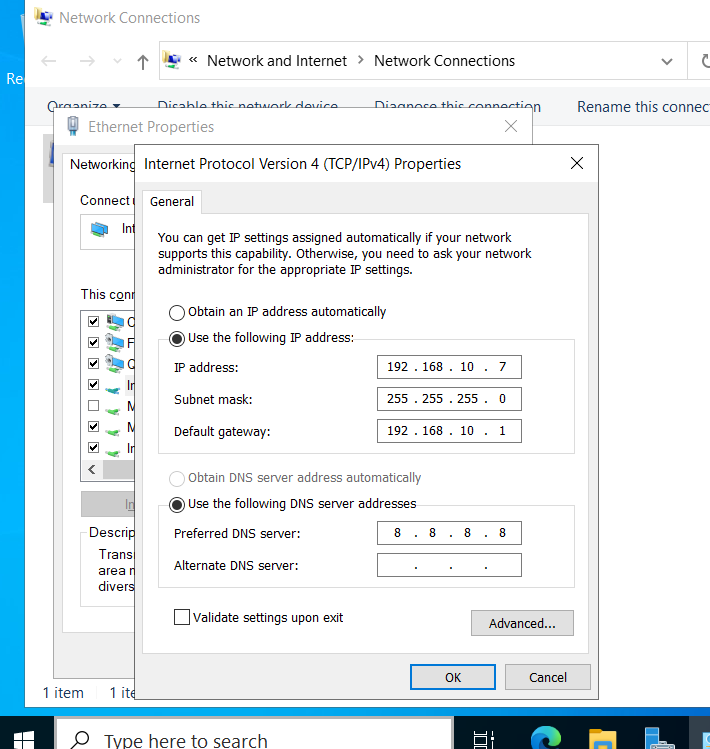 Network Connections
« Network and Internet > Network Connections
Organize Disable this network device Diagnose this connection Rename this connec
Ethernet Properties
Networking
Internet Protocol Version 4 (TCP/IPv4) Properties
General
Connect u
Int
You can get IP settings assigned automatically if your network
supports this capability. Otherwise, you need to ask your network
administrator for the appropriate IP settings.
This conn
Obtain an IP address automatically
Use the following IP address:
IP address: 192 . 168 . 10 . 7
Subnet mask: 255 . 255 . 255 . 0
Default gateway: 192 . 168 . 10 . 1
Obtain DNS server address automatically
Use the following DNS server addresses
Preferred DNS server: 8 . 8 . 8 . 8
Alternate DNS server: . . .
Descrip
Trans
area n
divers
Validate settings upon exit
Advanced...
OK Cancel
1 item 1 ite
Type here to search